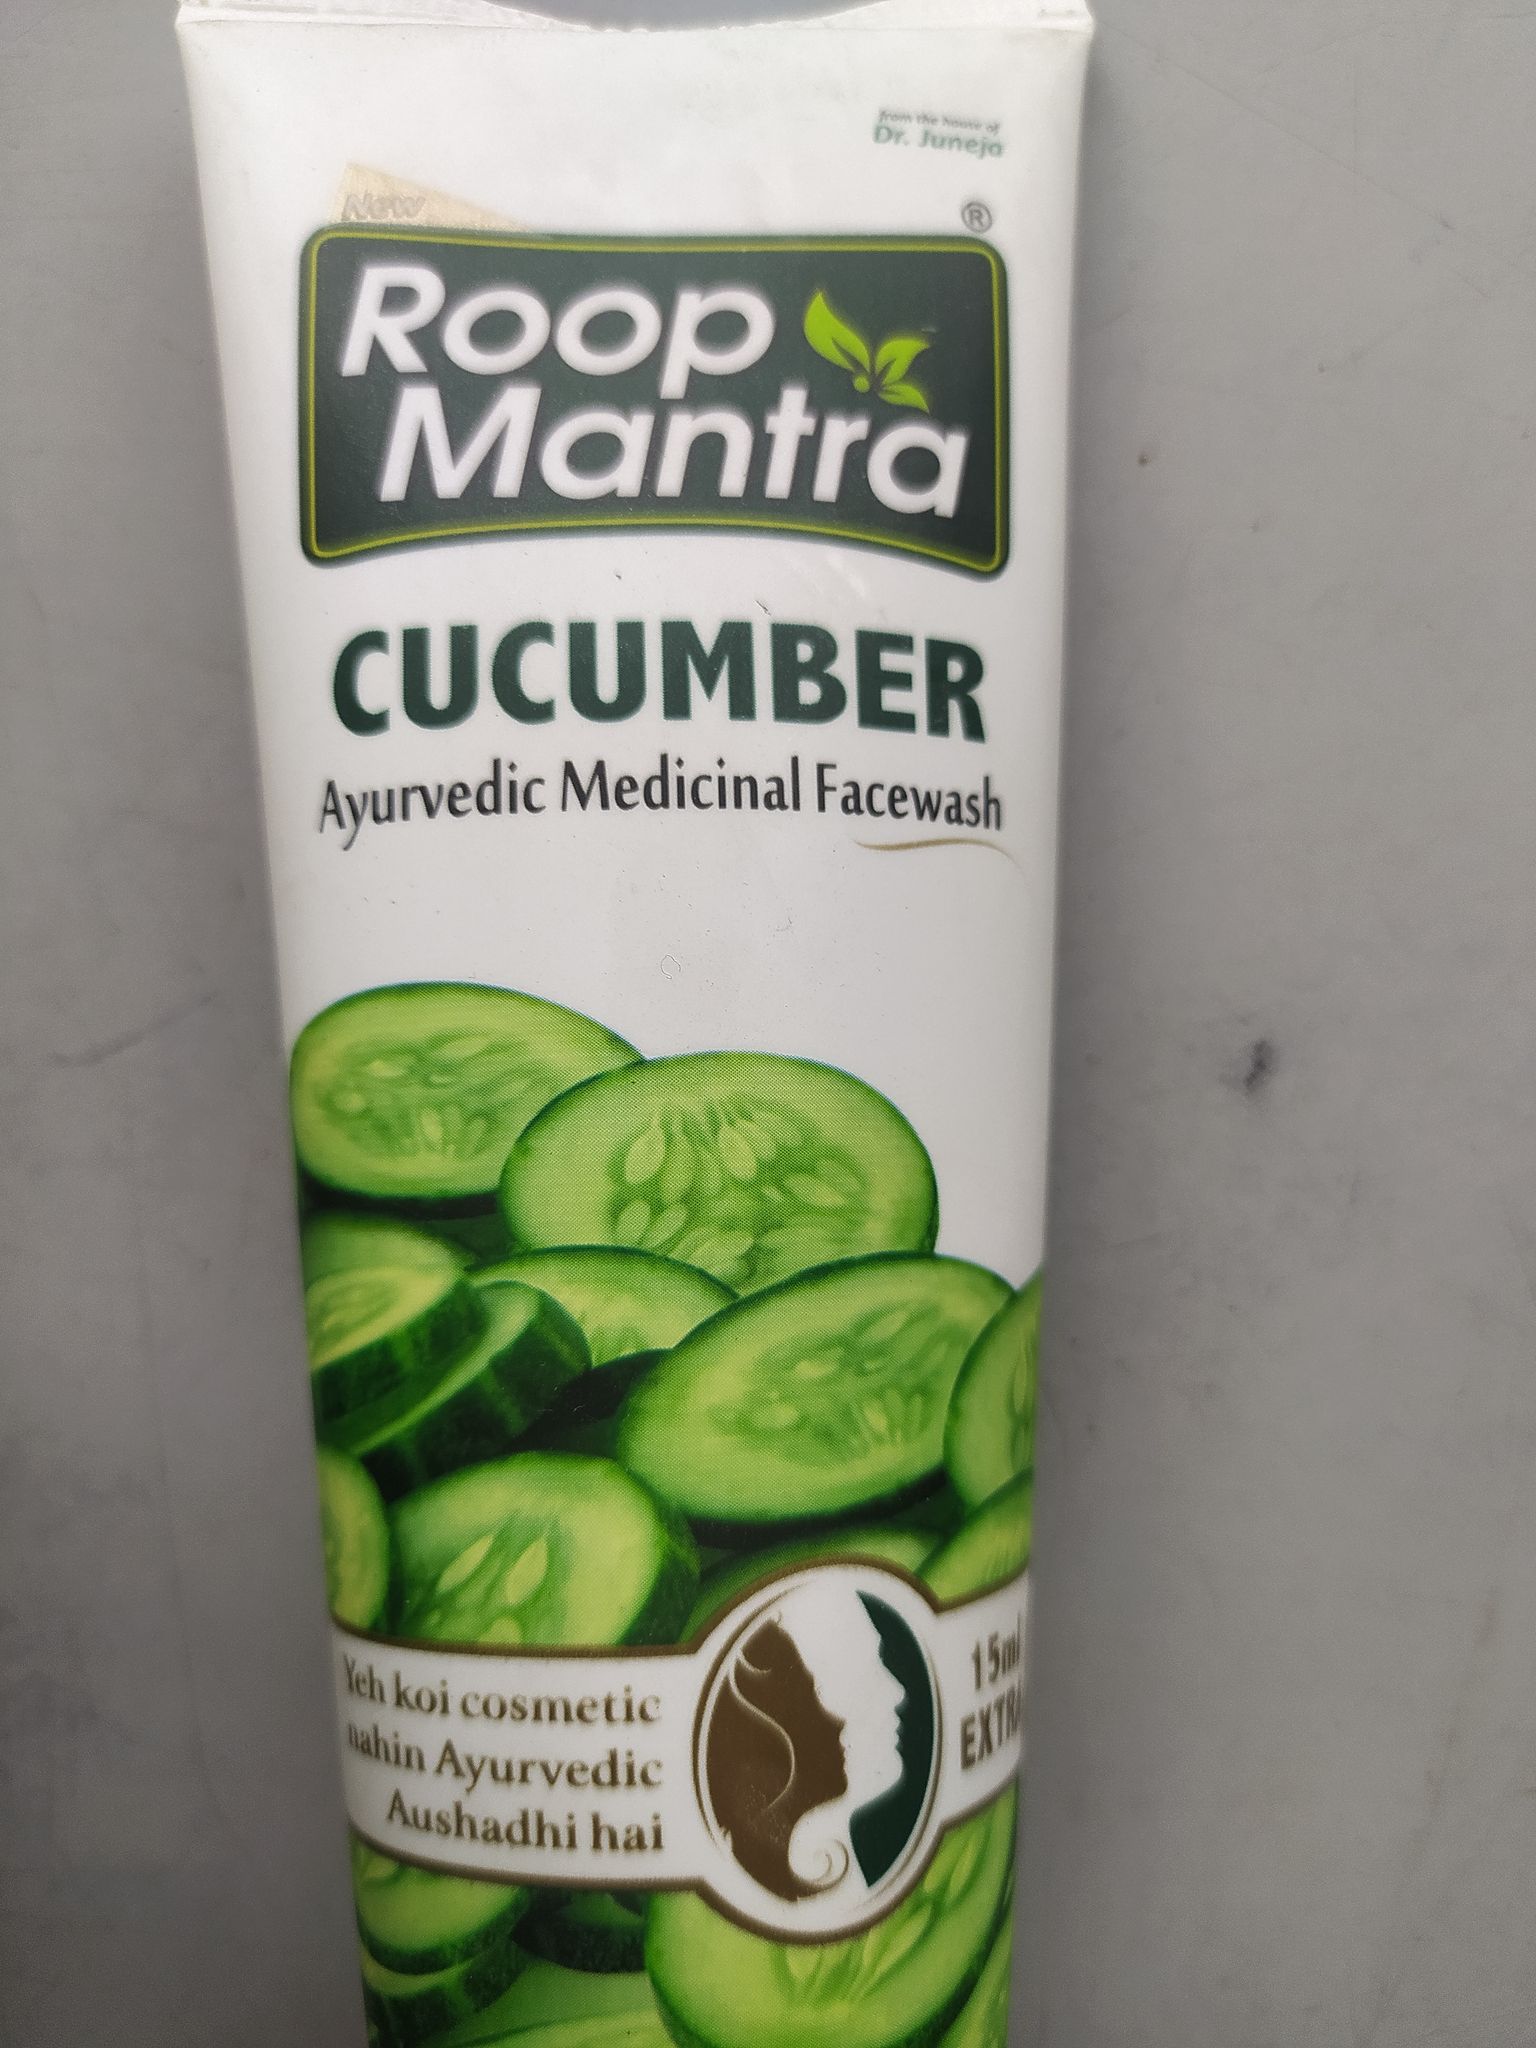 from the house of
Dr. Juneja
New
®
Roop
Mantra
CUCUMBER
Ayurvedic Medicinal Facewash
Yeh koi cosmetic
nahin Ayurvedic
Aushadhi hai
15ml
EXTRA